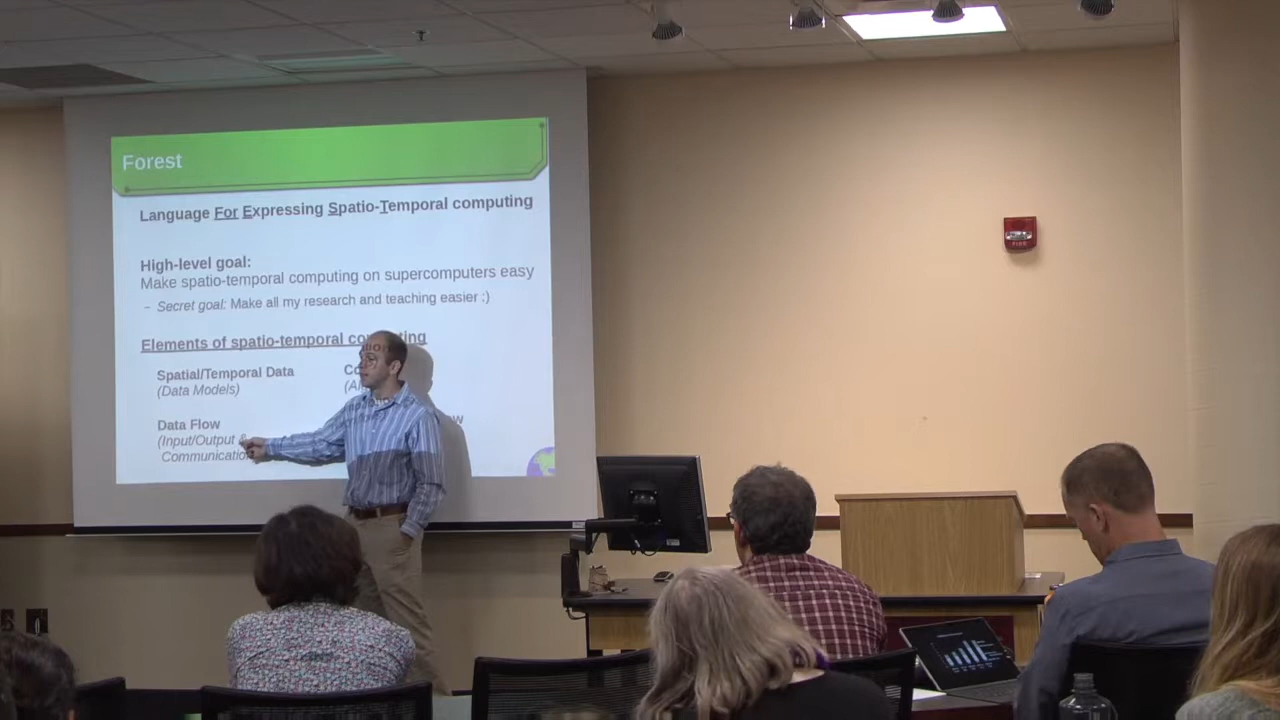 Forest
Language For Expressing Spatio-Temporal computing
High-level goal:
Make spatio-temporal computing on supercomputers easy
– Secret goal: Make all my research and teaching easier :)
Elements of spatio-temporal
Spatial/Temporal Data
(Data Models)
Data Flow
(Input/Output &
Communication
FIRE